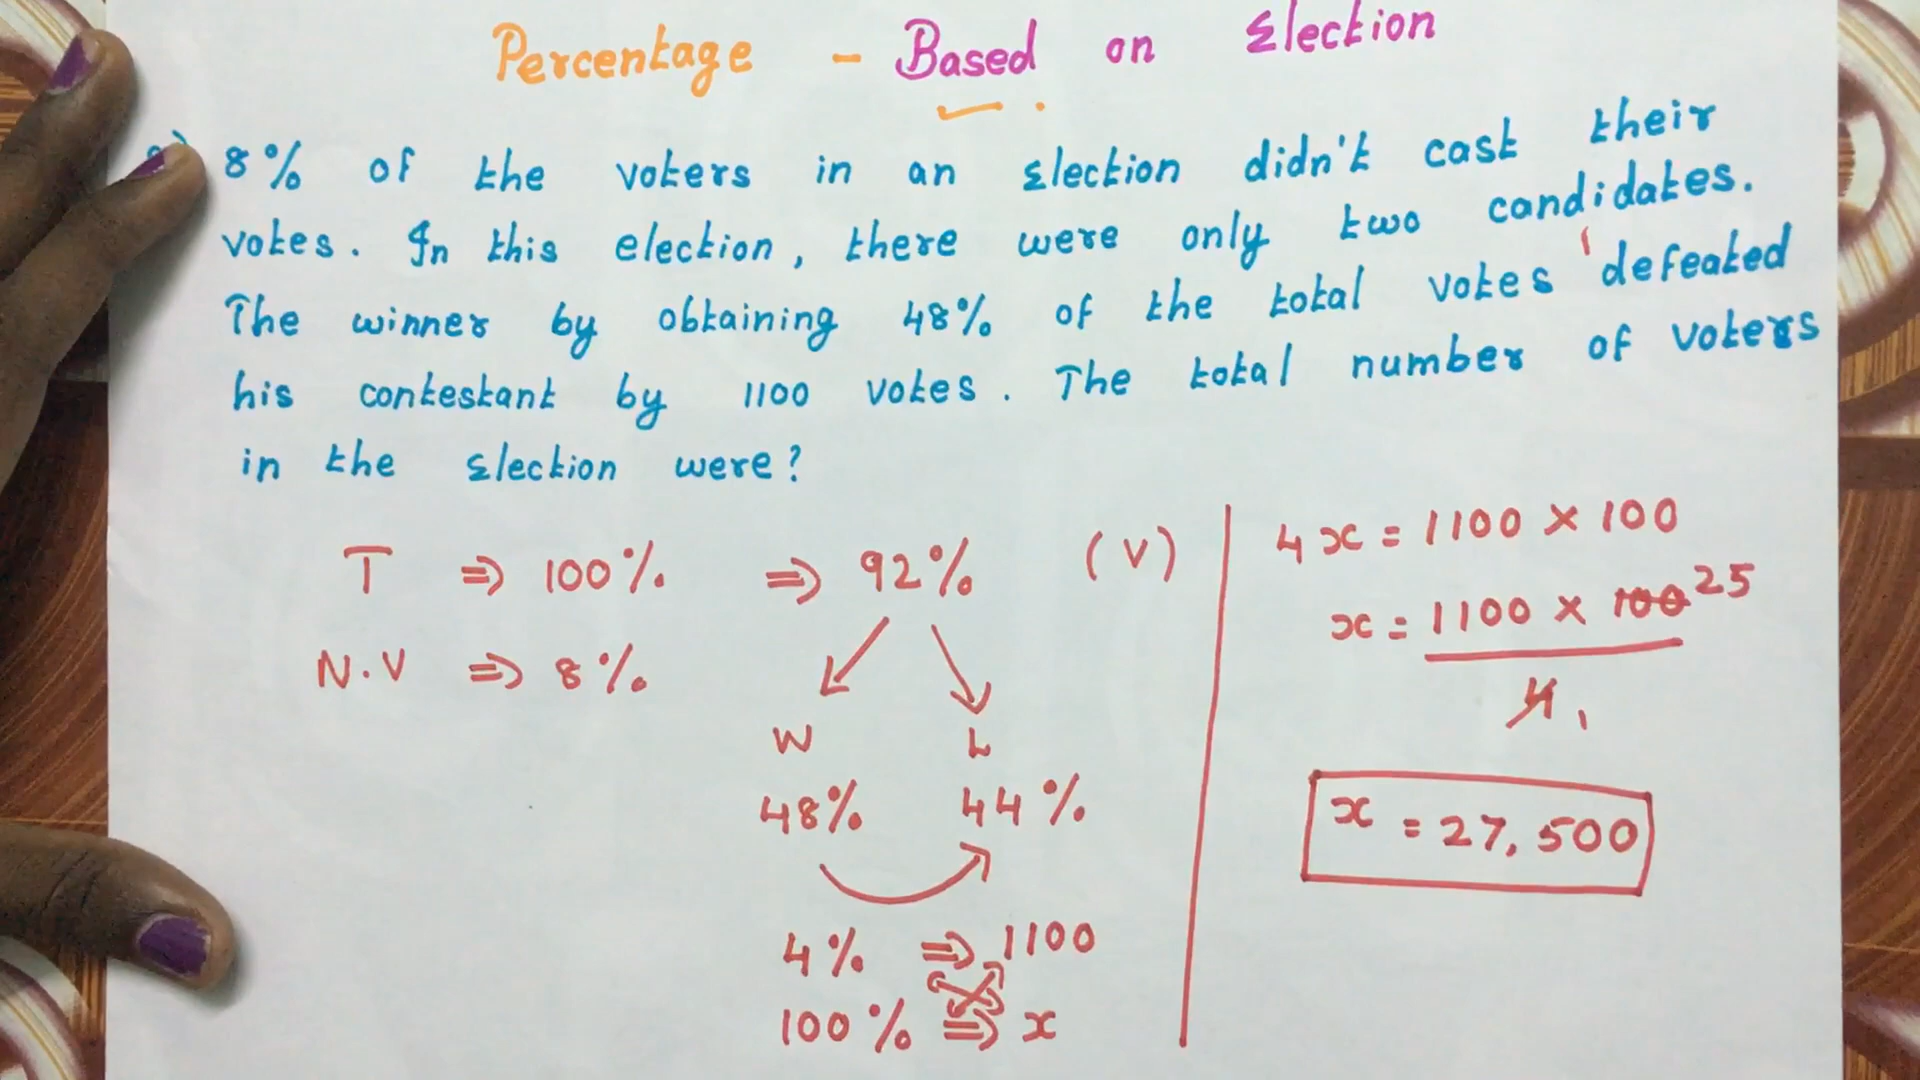 Percentage - Based on Election
8% of the voters in an Election didn't cast their
votes. In this election, there were only two candidates.
The winner by obtaining 48% of the total votes defeated
his contestant by 1100 votes. The total number of voters
in the Election were?
T ⇒ 100% ⇒ 92% (V)
N.V ⇒ 8%
W L
48% 44%
4% ⇒ 1100
100% ⇒ x
4x = 1100 × 100
x = 1100 × 100 25
4 1
x = 27,500